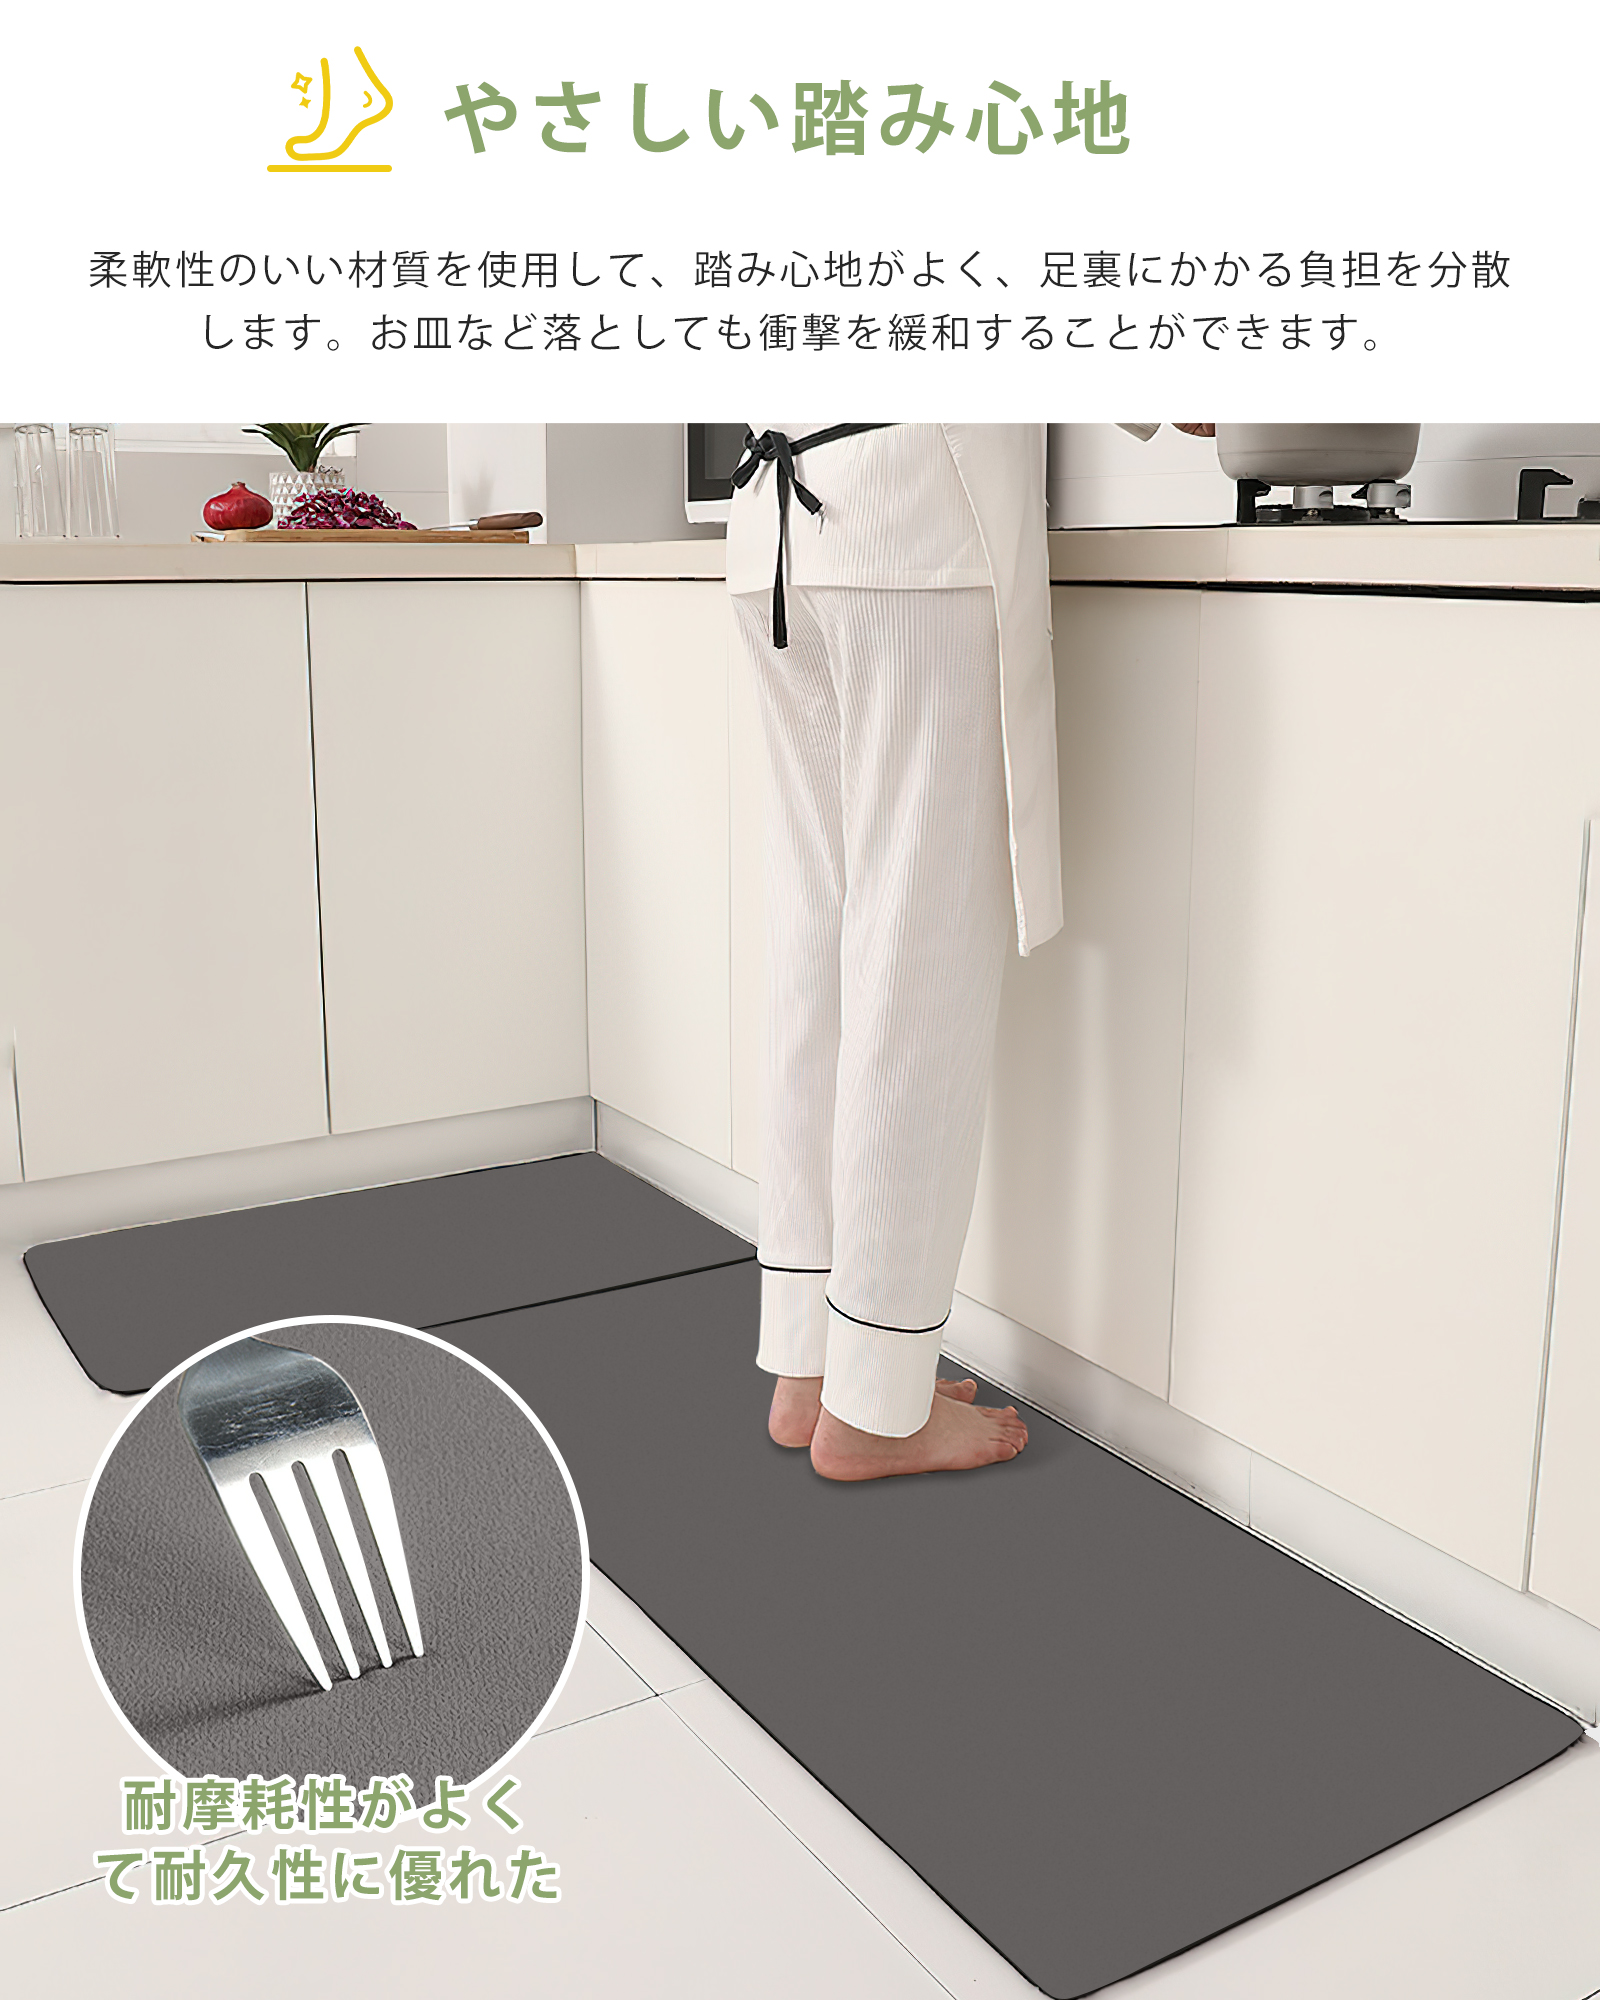 やさしい踏み心地
柔軟性のいい材質を使用して、踏み心地がよく、足裏にかかる負担を分散
します。お皿など落としても衝撃を緩和することができます。
耐摩耗性がよく
て耐久性に優れた